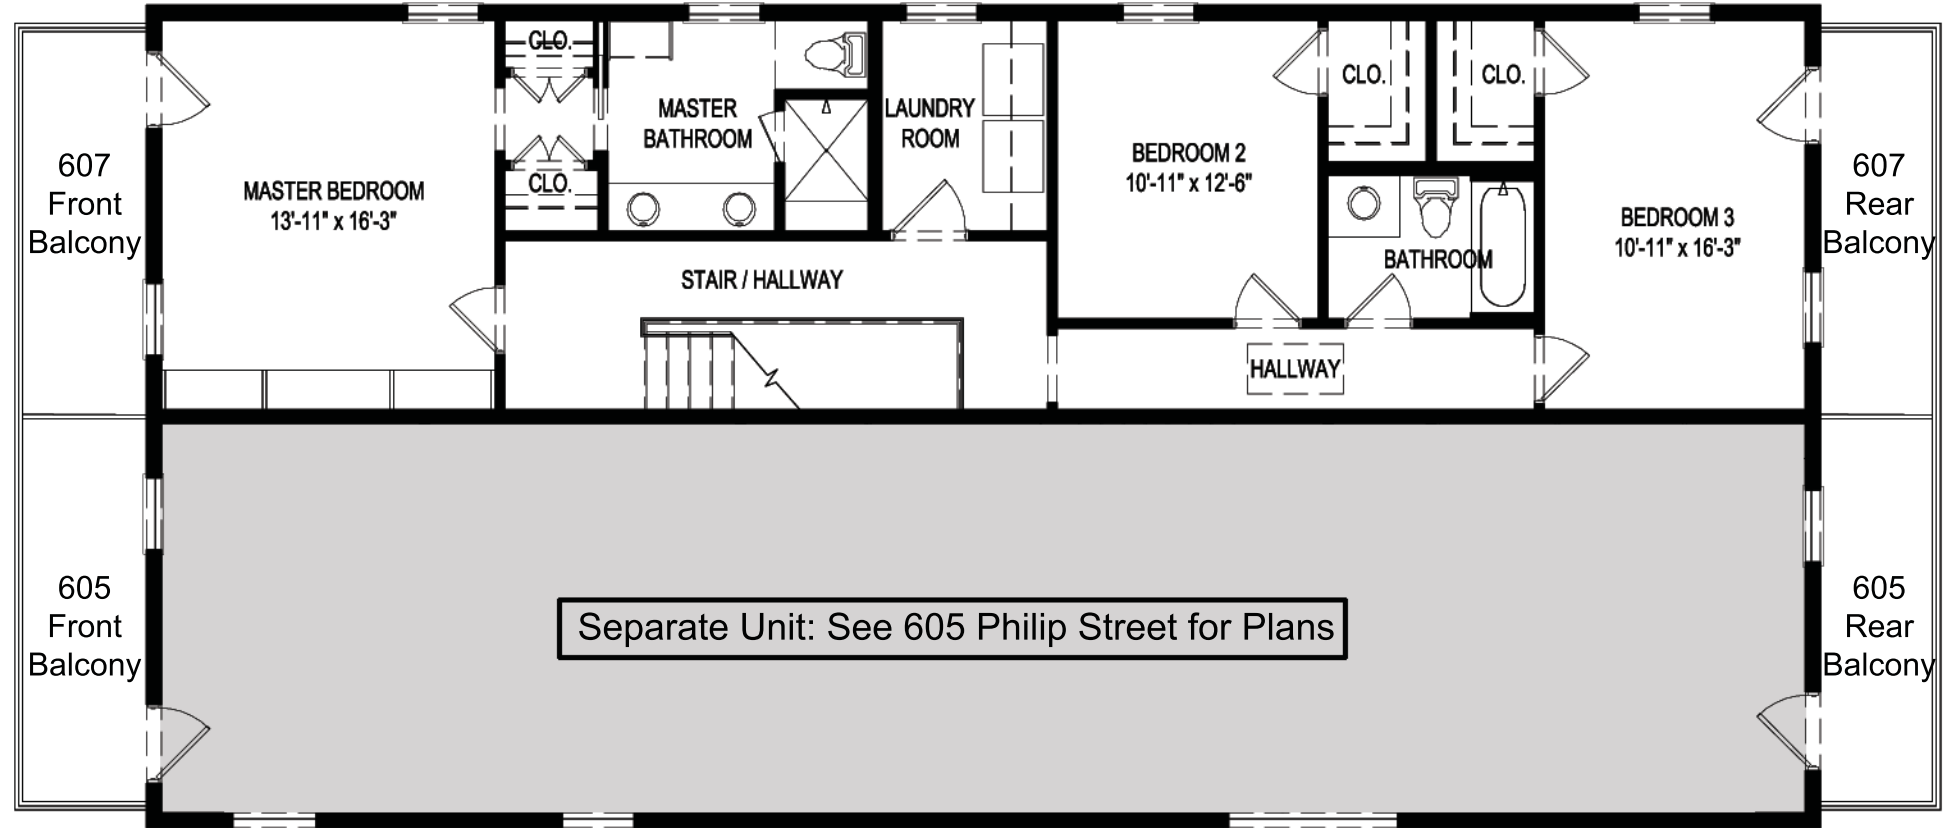 CLO.
MASTER
BATHROOM
CLO.
LAUNDRY
ROOM
CLO.
CLO.
607
Front
Balcony
MASTER BEDROOM
13'-11" x 16'-3"
BEDROOM 2
10'-11" x 12'-6"
BEDROOM 3
10'-11" x 16'-3"
607
Rear
Balcony
BATHROOM
STAIR / HALLWAY
HALLWAY
605
Front
Balcony
Separate Unit: See 605 Philip Street for Plans
605
Rear
Balcony